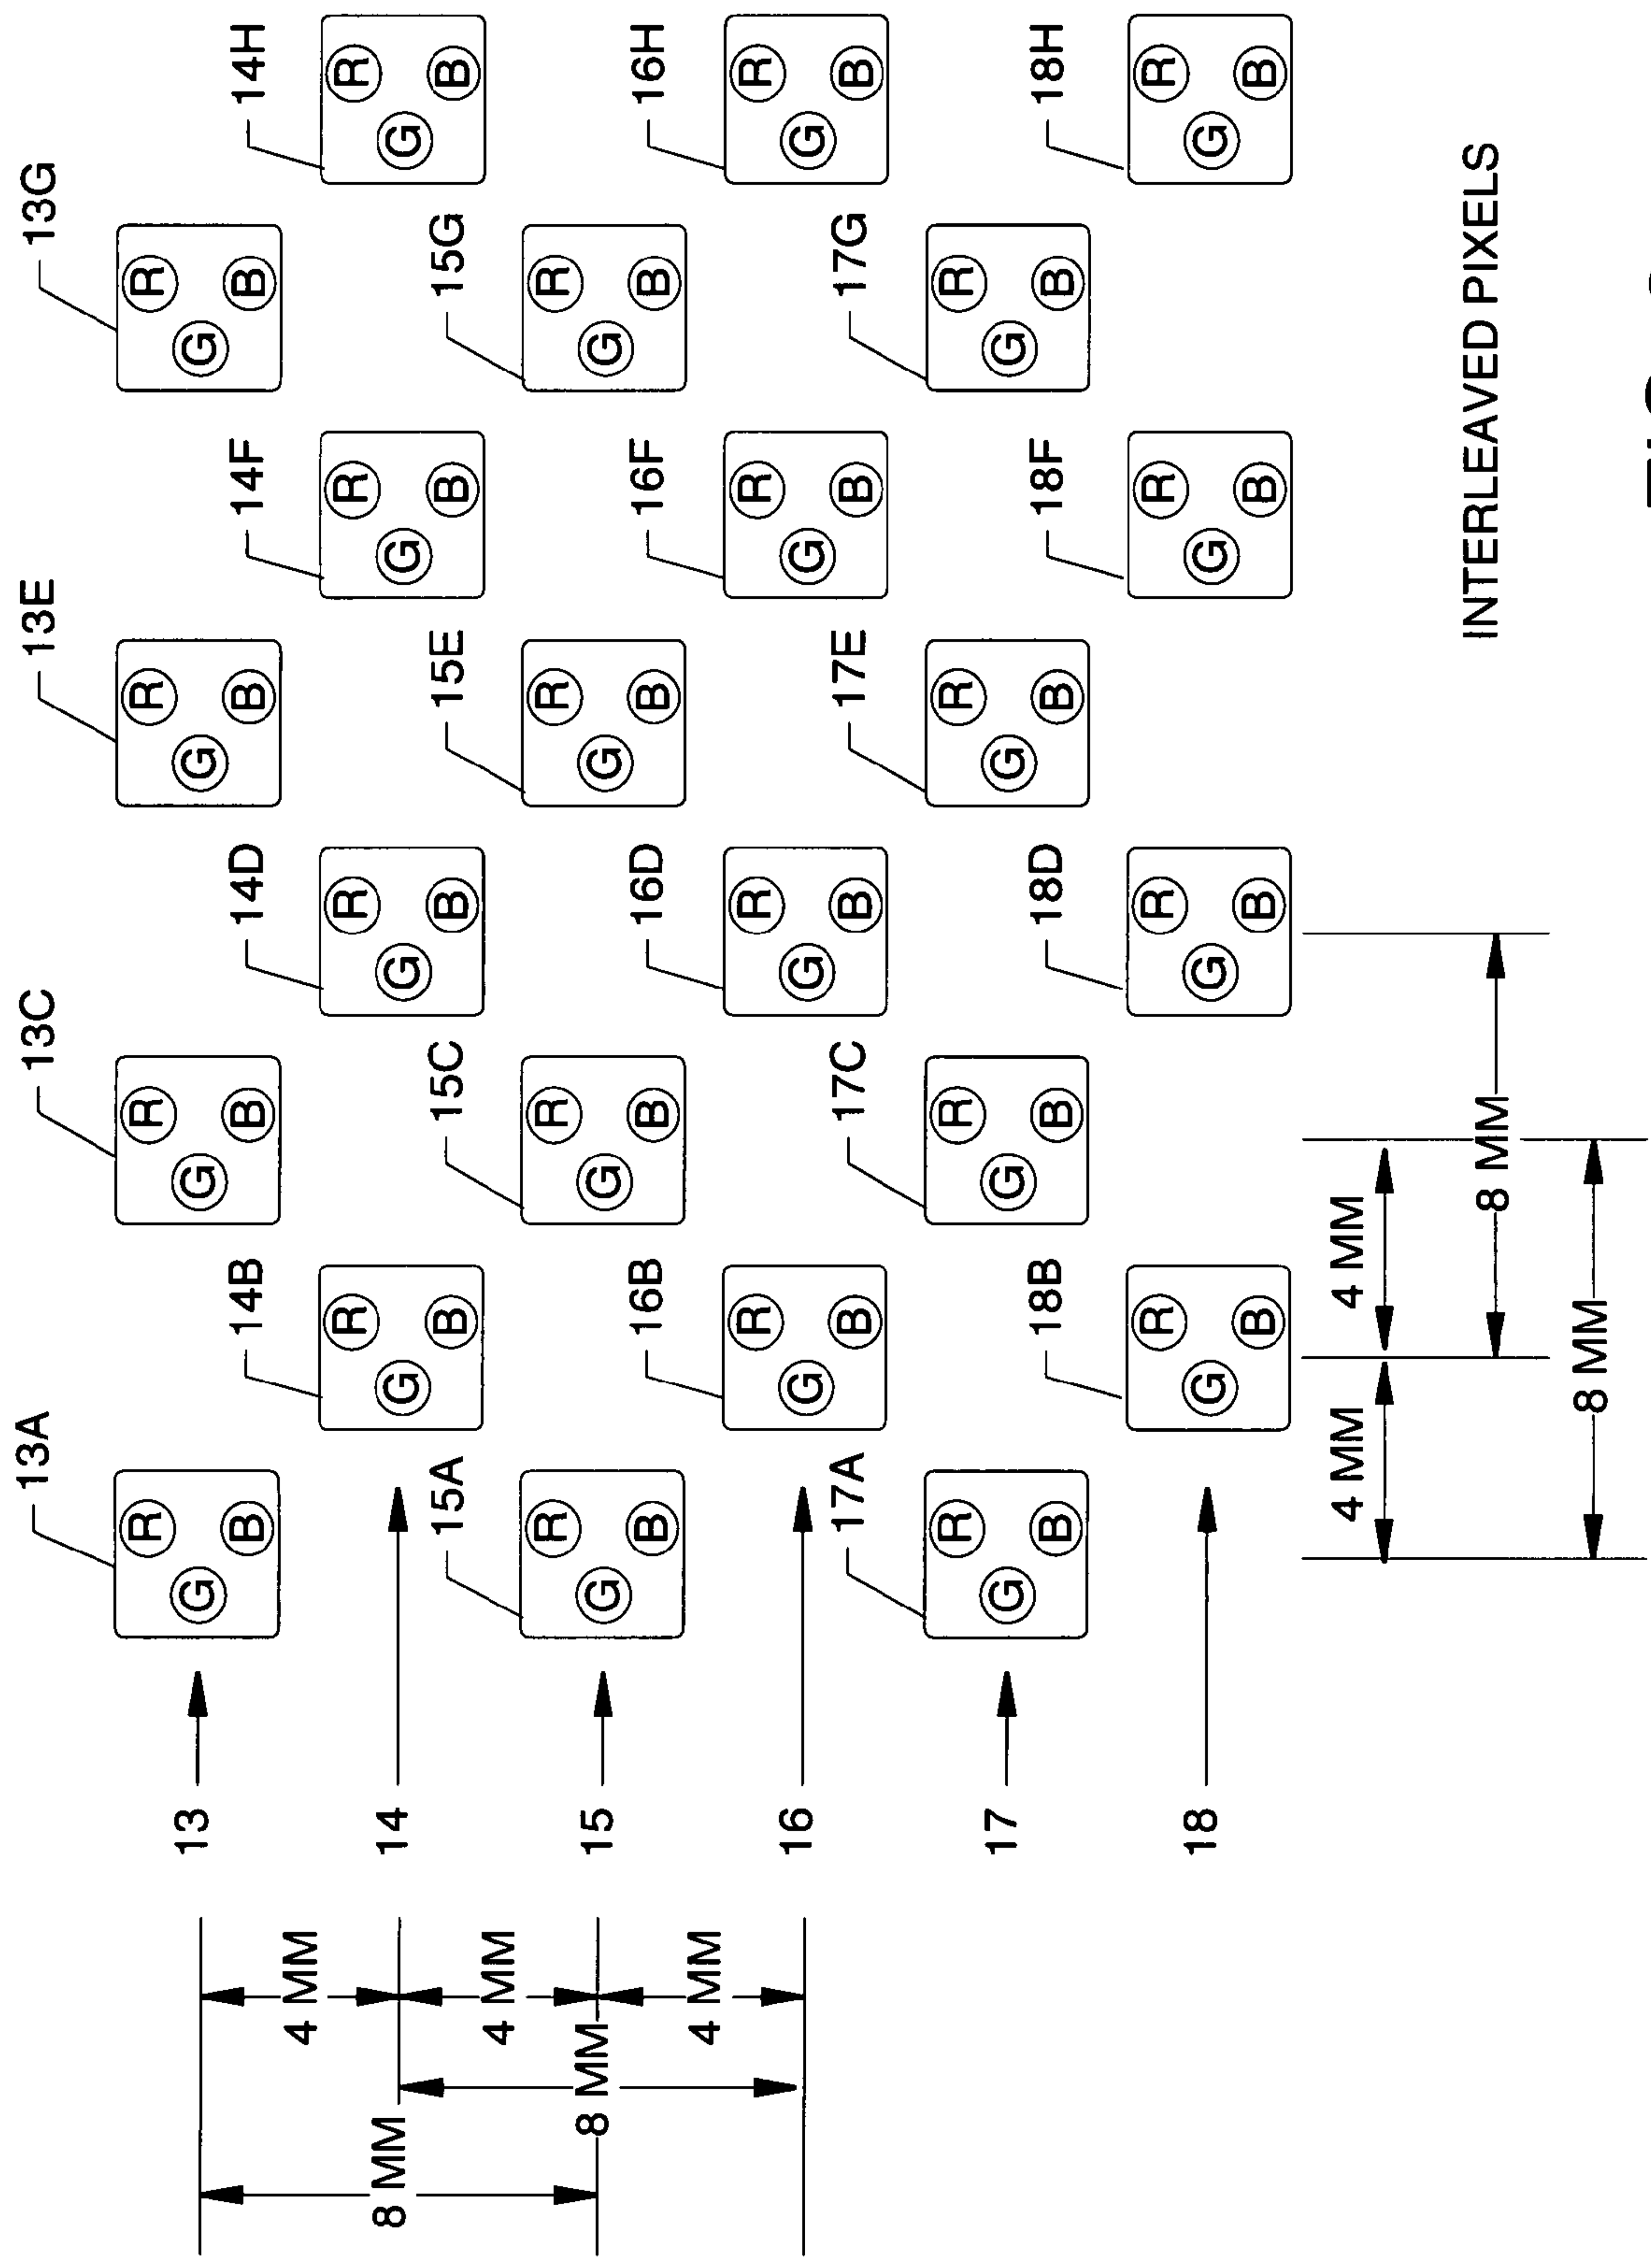 13A 13C 13E 13G
R R R R
13 G G G G
B B B B
14B 14D 14F 14H
4 MM
R R R R
8 MM 14 G G G G
B B B B
15A 15C 15E 15G
4 MM
R R R R
8 MM 15 G G G G
B B B B
16B 16D 16F 16H
4 MM
R R R R
16 G G G G
B B B B
17A 17C 17E 17G
R R R R
17 G G G G
B B B B
18B 18D 18F 18H
R R R R
18 G G G G
B B B B
4 MM 4 MM
8 MM
8 MM
INTERLEAVED PIXELS